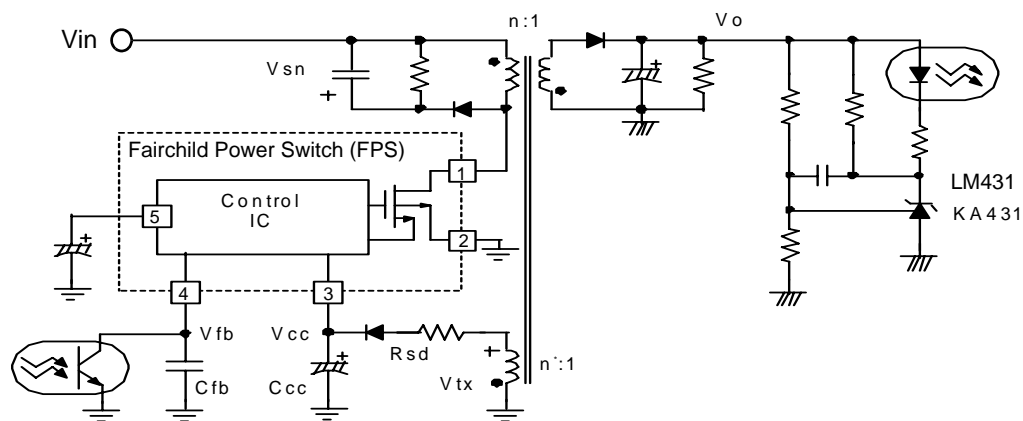 n:1
Vo
Vin
Vsn
+
+
Fairchild Power Switch (FPS)
1
Control
IC
LM431
KA431
5
+
2
4
3
Vfb
Vcc
+
Rsd
+
n':1
Cfb
Ccc
Vtx